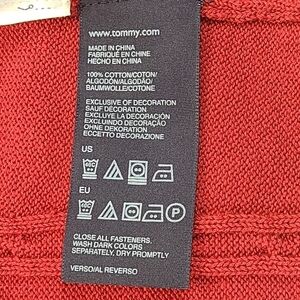 www.tommy.com
MADE IN CHINA
FABRIQUÉ EN CHINE
HECHO EN CHINA
100% COTTON/COTON/
ALGODÓN/ALGODÃO/
BAUMWOLLE/COTONE
EXCLUSIVE OF DECORATION
SAUF DÉCORATION
EXCLUYE LA DECORACIÓN
EXCLUINDO DECORAÇÃO
OHNE DEKORATION
ECCETTO DECORAZIONE
US
EU
P
CLOSE ALL FASTENERS.
WASH DARK COLORS
SEPARATELY. DRY PROMPTLY
VERSO/AL REVERSO